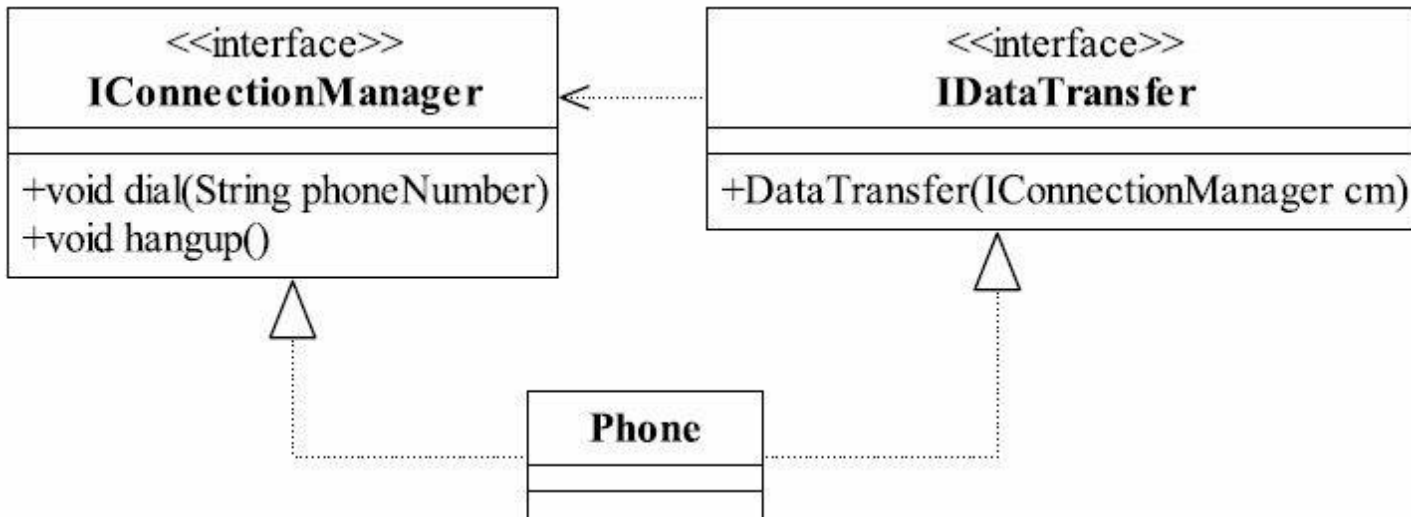 <<interface>>
IConnectionManager
+void dial(String phoneNumber)
+void hangup()
<<interface>>
IDataTransfer
+DataTransfer(IConnectionManager cm)
Phone